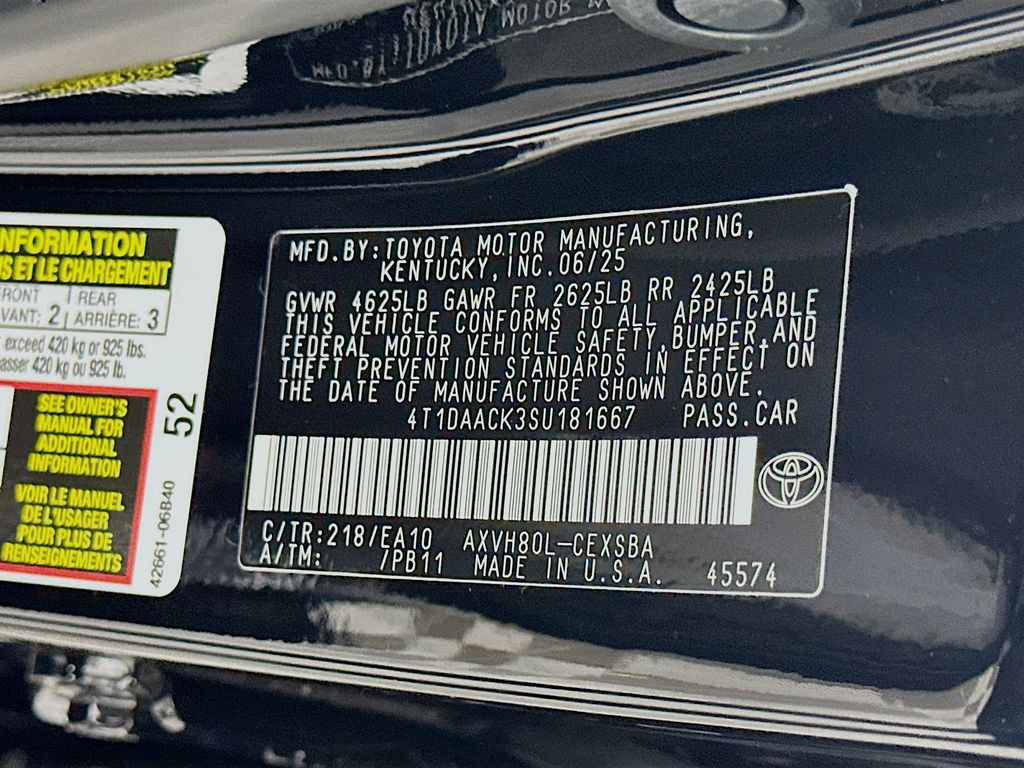 NFORMATION
S ET LE CHARGEMENT
FRONT REAR
VANT: 2 ARRIÈRE: 3
exceed 420 kg or 925 lbs.
passer 420 kg ou 925 lb.
SEE OWNER'S
MANUAL FOR
ADDITIONAL
INFORMATION
VOIR LE MANUEL
DE L'USAGER
POUR PLUS DE
RENSEIGNEMENTS
52
42661-06B40
MFD.BY:TOYOTA MOTOR MANUFACTURING,
KENTUCKY,INC.06/25
GVWR 4625LB GAWR FR 2625LB RR 2425LB
THIS VEHICLE CONFORMS TO ALL APPLICABLE
FEDERAL MOTOR VEHICLE SAFETY,BUMPER,AND
THEFT PREVENTION STANDARDS IN EFFECT ON
THE DATE OF MANUFACTURE SHOWN ABOVE.
4T1DAACK3SU181667 PASS.CAR
C/TR:218/EA10 AXVH80L-CEXSBA
A/TM: /PB11 MADE IN U.S.A. 45574